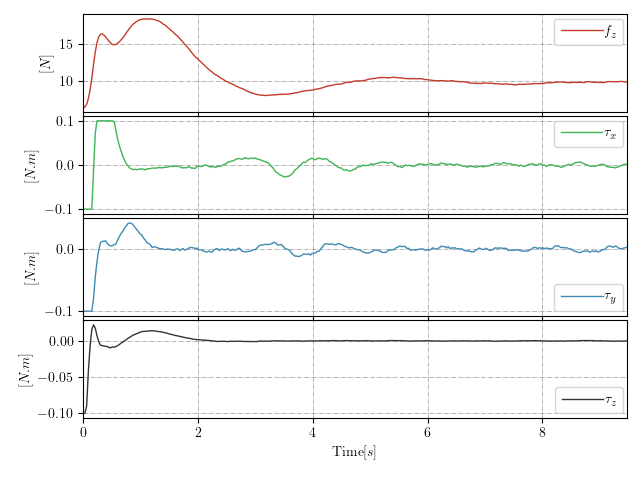 [N]
15
10
f_z
[N.m]
0.1
0.0
−0.1
τ_x
[N.m]
0.0
−0.1
τ_y
[N.m]
0.00
−0.05
−0.10
τ_z
0 2 4 6 8
Time[s]